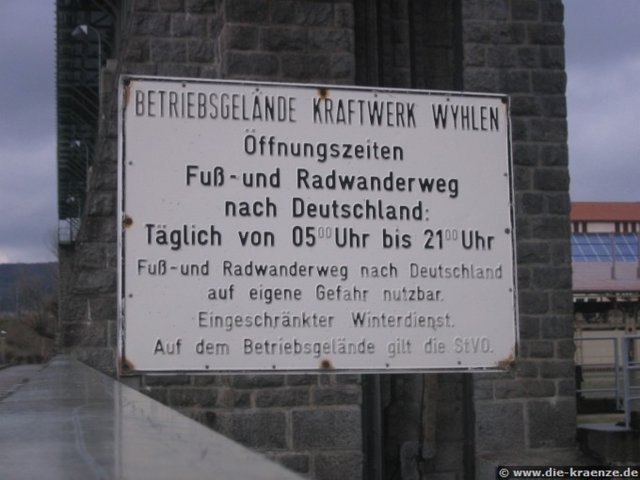 BETRIEBSGELÄNDE KRAFTWERK WYHLEN
Öffnungszeiten
Fuß-und Radwanderweg
nach Deutschland:
Täglich von 05⁰⁰ Uhr bis 21⁰⁰ Uhr
Fuß-und Radwanderweg nach Deutschland
auf eigene Gefahr nutzbar.
Eingeschränkter Winterdienst.
Auf dem Betriebsgelände gilt die StVO.
© www.die-kraenze.de